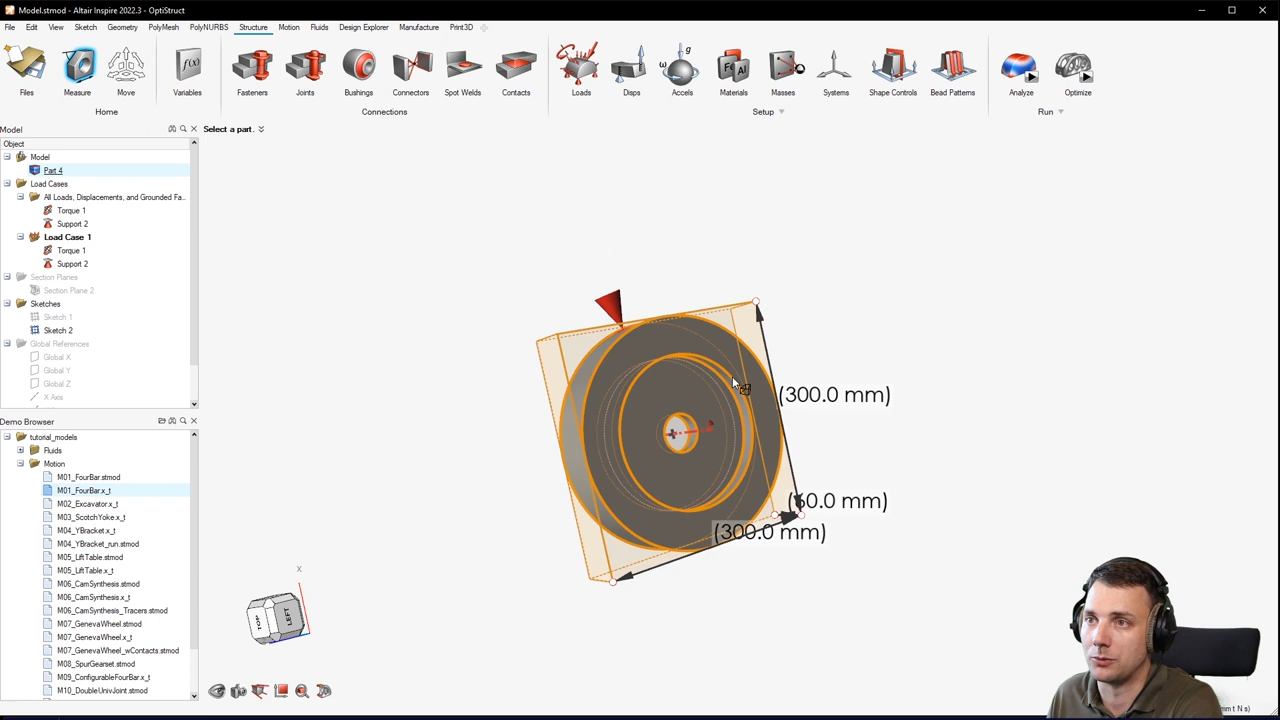 Model.stmod - Altair Inspire 2022.3 - OptiStruct
File Edit View Sketch Geometry PolyMesh PolyNURBS Structure Motion Fluids Design Explorer Manufacture Print3D
Files Measure Move Variables Fasteners Joints Bushings Connectors Spot Welds Contacts Loads Disps Accels Materials Masses Systems Shape Controls Bead Patterns Analyze Optimize
Home Connections Setup Run
Model
Select a part.
Object
Model
Part 4
Load Cases
All Loads, Displacements, and Grounded Fa...
Torque 1
Support 2
Load Case 1
Torque 1
Support 2
Section Planes
Section Plane 2
Sketches
Sketch 1
Sketch 2
Global References
Global X
Global Y
Global Z
X Axis
Demo Browser
tutorial_models
Fluids
Motion
M01_FourBar.stmod
M01_FourBar.x_t
M02_Excavator.x_t
M03_ScotchYoke.x_t
M04_YBracket.x_t
M04_YBracket_run.stmod
M05_LiftTable.stmod
M05_LiftTable.x_t
M06_CamSynthesis.stmod
M06_CamSynthesis.x_t
M06_CamSynthesis_Tracers.stmod
M07_GenevaWheel.stmod
M07_GenevaWheel.x_t
M07_GenevaWheel_wContacts.x_t
M08_SpurGearset.stmod
M09_ConfigurableFourBar.x_t
M10_DoubleUnivJoint.stmod
(300.0 mm)
(60.0 mm)
(300.0 mm)
X
TOP
LEFT